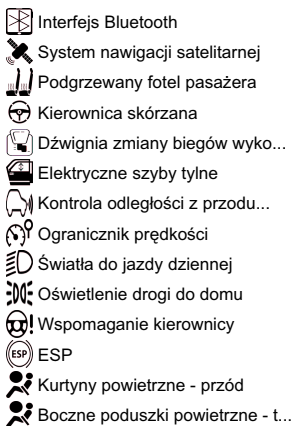 Interfejs Bluetooth
System nawigacji satelitarnej
Podgrzewany fotel pasażera
Kierownica skórzana
Dźwignia zmiany biegów wyko...
Elektryczne szyby tylne
Kontrola odległości z przodu...
Ogranicznik prędkości
Światła do jazdy dziennej
Oświetlenie drogi do domu
Wspomaganie kierownicy
ESP ESP
Kurtyny powietrzne - przód
Boczne poduszki powietrzne - t...